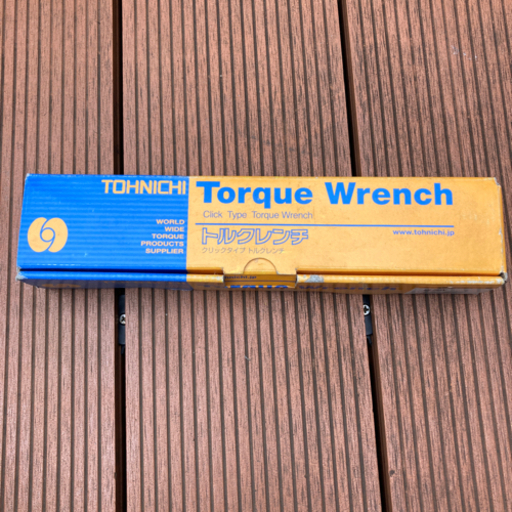 TOHNICHI
WORLD
WIDE
TORQUE
PRODUCTS
SUPPLIER
Torque Wrench
Click Type Torque Wrench
トルクレンチ
クリックタイプ トルクレンチ
www.tohnichi.jp